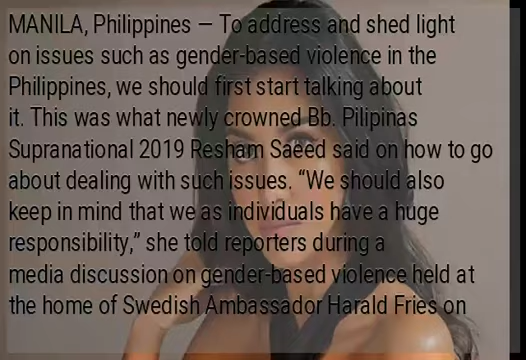 MANILA, Philippines — To address and shed light
on issues such as gender-based violence in the
Philippines, we should first start talking about
it. This was what newly crowned Bb. Pilipinas
Supranational 2019 Resham Saeed said on how to go
about dealing with such issues. “We should also
keep in mind that we as individuals have a huge
responsibility,” she told reporters during a
media discussion on gender-based violence held at
the home of Swedish Ambassador Harald Fries on